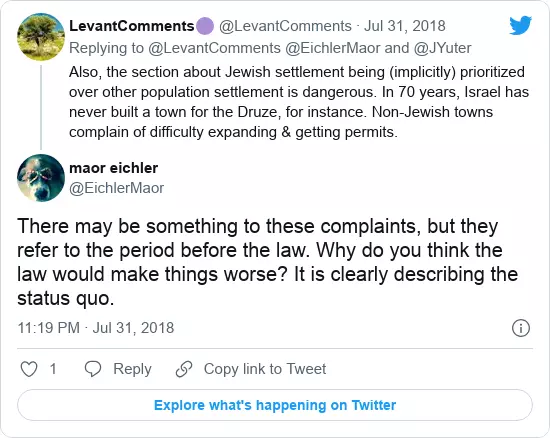 LevantComments🟣 @LevantComments · Jul 31, 2018
Replying to @LevantComments @EichlerMaor and @JYuter
Also, the section about Jewish settlement being (implicitly) prioritized
over other population settlement is dangerous. In 70 years, Israel has
never built a town for the Druze, for instance. Non-Jewish towns
complain of difficulty expanding & getting permits.
maor eichler
@EichlerMaor
There may be something to these complaints, but they
refer to the period before the law. Why do you think the
law would make things worse? It is clearly describing the
status quo.
11:19 PM · Jul 31, 2018
1 Reply Copy link to Tweet
Explore what's happening on Twitter